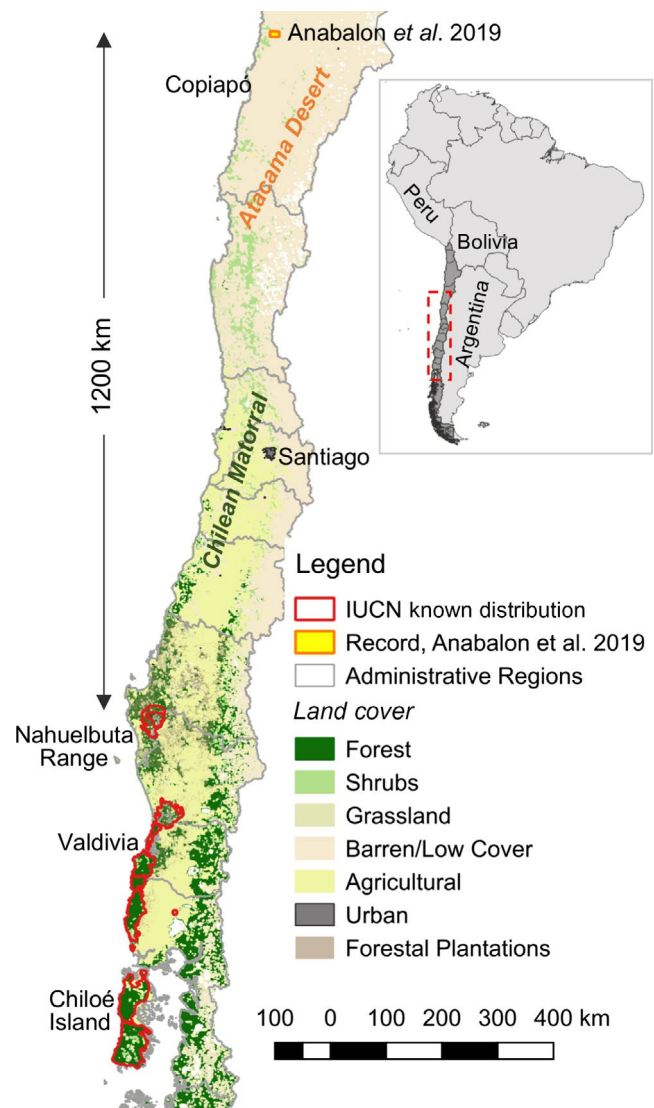 Anabalon et al. 2019
Copiapó
Atacama Desert
Peru
Bolivia
Argentina
1200 km
Chilean Matorral
Santiago
Legend
IUCN known distribution
Record, Anabalon et al. 2019
Administrative Regions
Land cover
Forest
Shrubs
Grassland
Barren/Low Cover
Agricultural
Urban
Forestal Plantations
Nahuelbuta
Range
Valdivia
Chiloé
Island
100 0 100 200 300 400 km